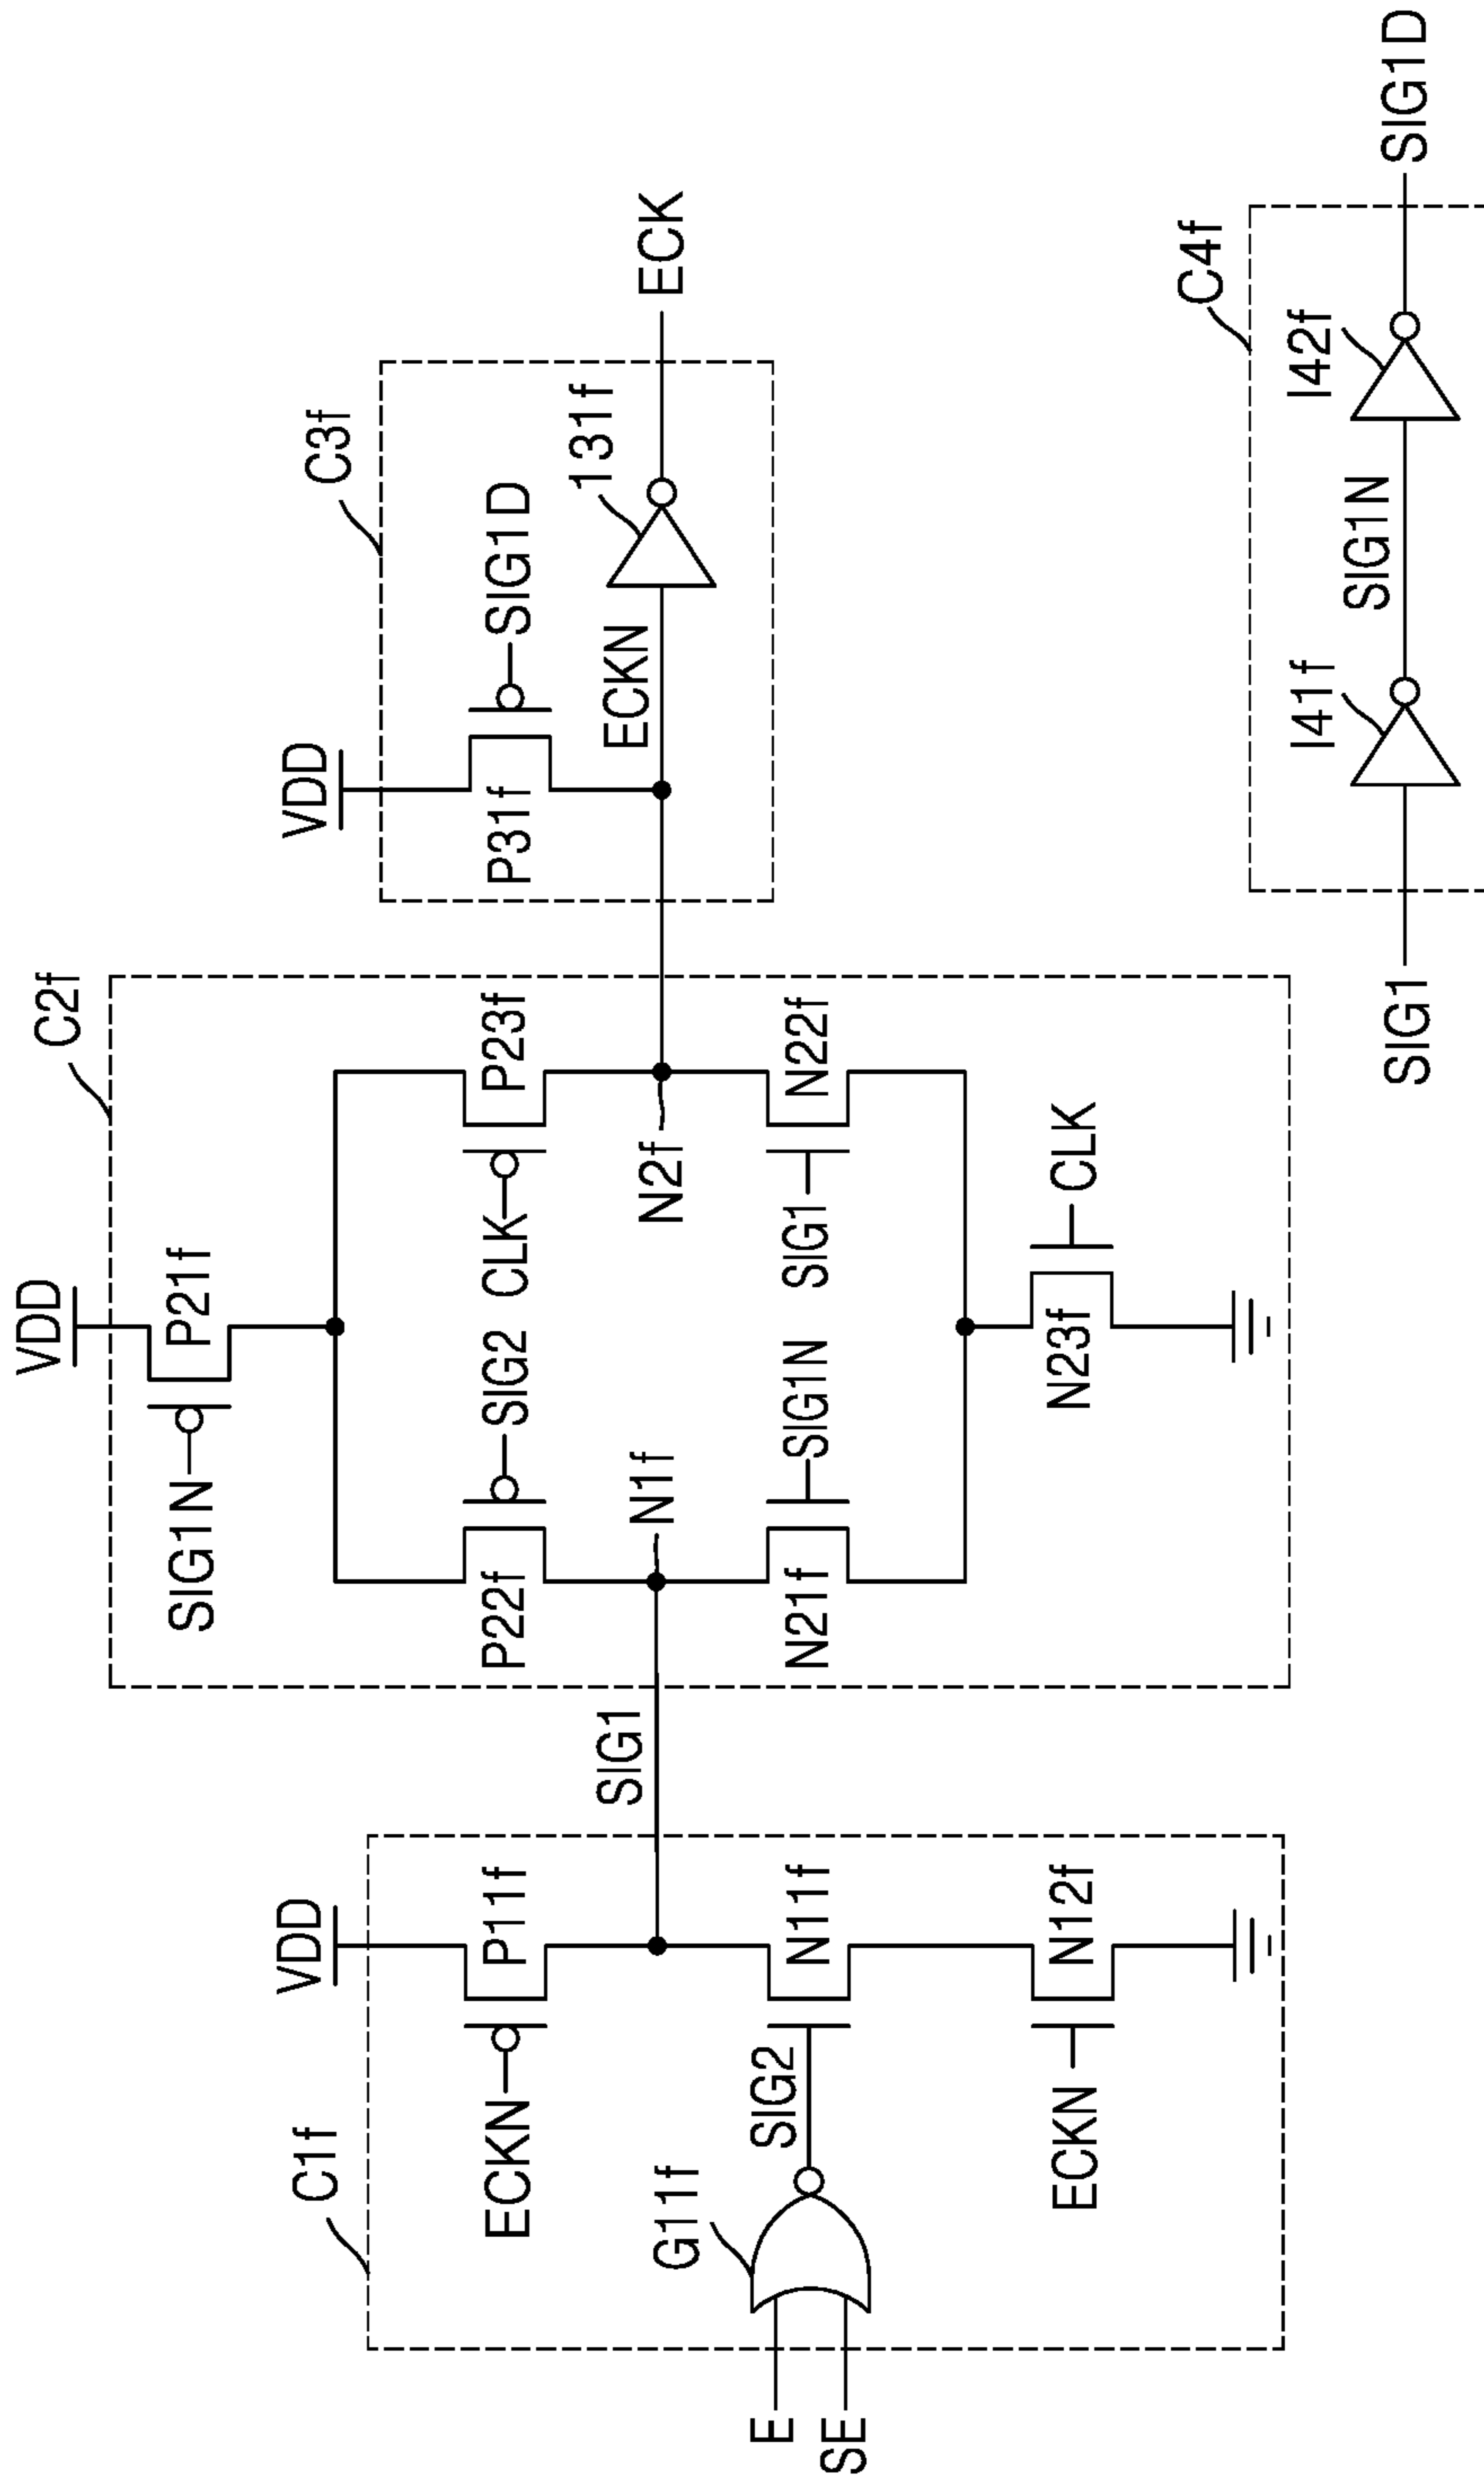 C1f
VDD
ECKN
P11f
G11f
E
SE
SIG2
N11f
ECKN
N12f
SIG1
C2f
VDD
SIG1N
P21f
P22f
SIG2
CLK
P23f
N1f
N2f
N21f
SIG1N
SIG1
N22f
N23f
CLK
C3f
VDD
P31f
SIG1D
ECKN
131f
ECK
C4f
SIG1
I41f
SIG1N
I42f
SIG1D